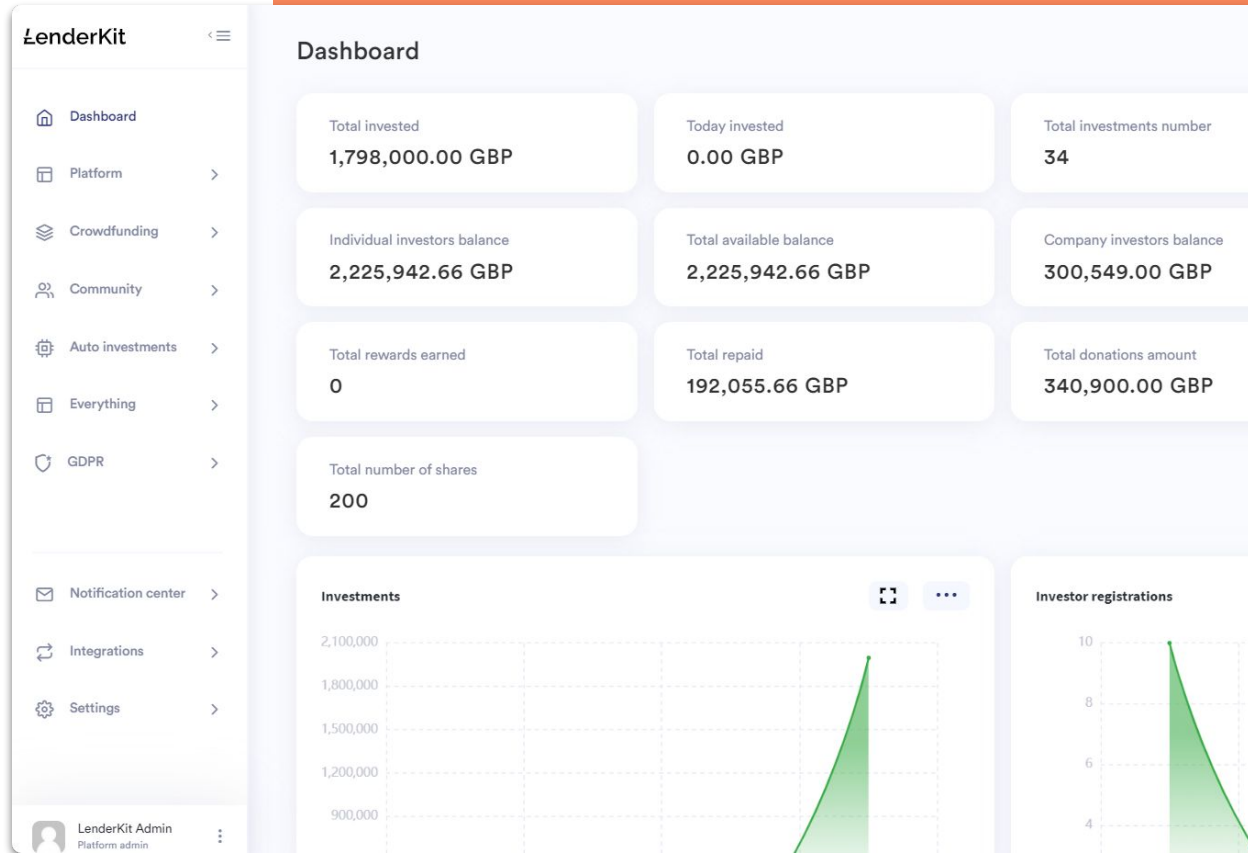 LenderKit
Dashboard
Platform
Crowdfunding
Community
Auto investments
Everything
GDPR
Notification center
Integrations
Settings
LenderKit Admin
Platform admin
Dashboard
Total invested
1,798,000.00 GBP
Today invested
0.00 GBP
Total investments number
34
Individual investors balance
2,225,942.66 GBP
Total available balance
2,225,942.66 GBP
Company investors balance
300,549.00 GBP
Total rewards earned
0
Total repaid
192,055.66 GBP
Total donations amount
340,900.00 GBP
Total number of shares
200
Investments
2,100,000
1,800,000
1,500,000
1,200,000
900,000
Investor registrations
10
8
6
4